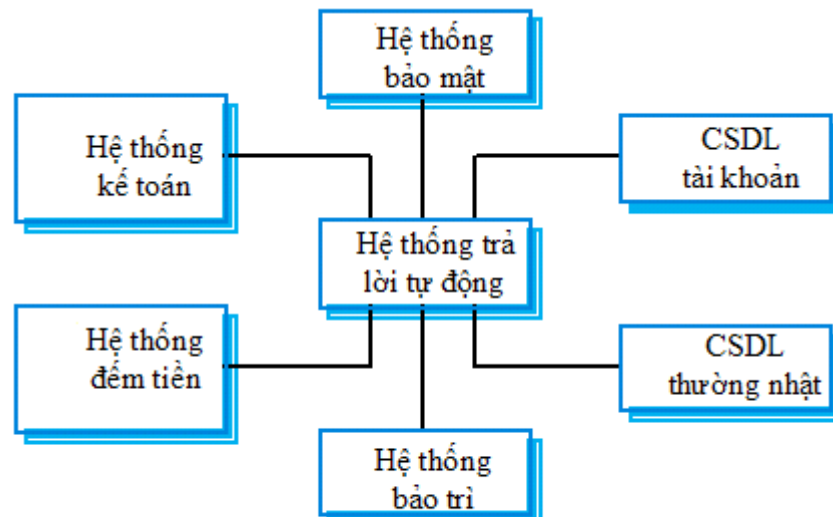 Hệ thống
bảo mật
Hệ thống
kế toán
CSDL
tài khoản
Hệ thống trả
lời tự động
Hệ thống
đếm tiền
CSDL
thường nhật
Hệ thống
bảo trì